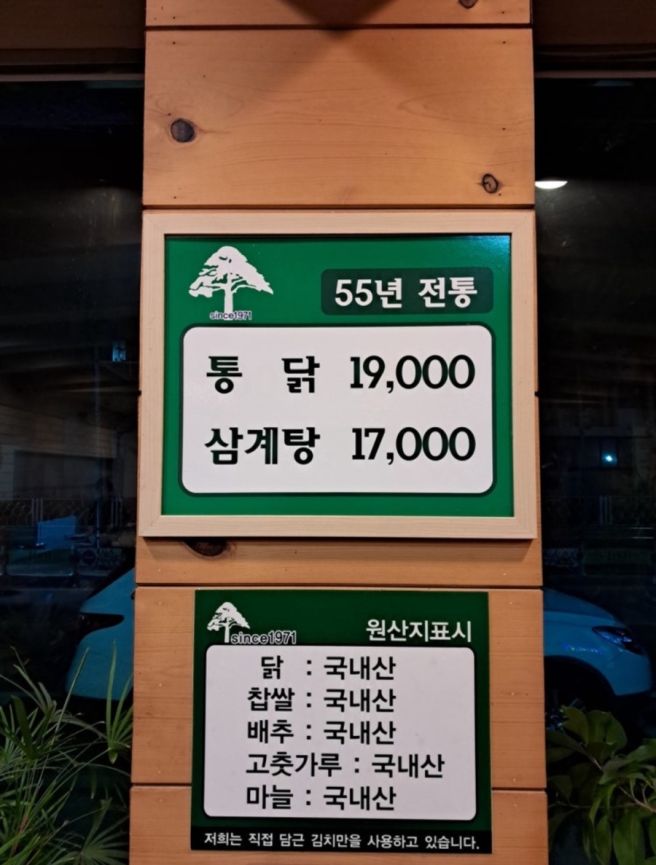 since1971
55년 전통
통 닭 19,000
삼계탕 17,000
since1971
원산지표시
닭 : 국내산
찹쌀 : 국내산
배추 : 국내산
고춧가루 : 국내산
마늘 : 국내산
저희는 직접 담근 김치만을 사용하고 있습니다.